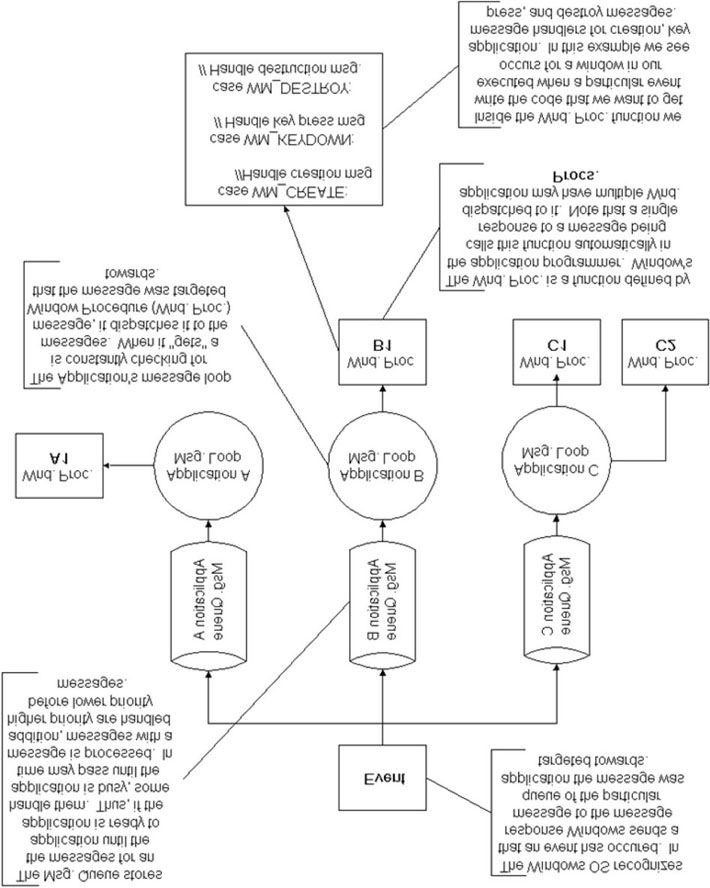 Event
The Windows OS recognizes
that an event has occured. In
response Windows sends a
message to the message
queue of the particular
application the message was
targeted towards.
The Msg. Queue stores
the messages for an
application until the
application is ready to
handle them. Thus, if the
application is busy, some
time may pass until the
message is processed. In
addition, messages with a
higher priority are handled
before lower priority
messages.
Application A
Msg. Queue
Application B
Msg. Queue
Application C
Msg. Queue
Application A
Msg. Loop
Application B
Msg. Loop
Application C
Msg. Loop
Wnd. Proc.
A1
Wnd. Proc
B1
Wnd. Proc.
C1
Wnd. Proc.
C2
The Application's message loop
is constantly checking for
messages. When it "gets" a
message, it dispatches it to the
Window Procedure (Wnd. Proc.)
that the message was targeted
towards.
The Wnd. Proc. is a function defined by
the application programmer. Window's
calls this function automatically in
response to a message being
dispatched to it. Note that a single
application may have multiple Wnd.
Procs.
case WM_CREATE:
//Handle creation msg
case WM_KEYDOWN:
// Handle key press msg
case WM_DESTROY:
// Handle destruction msg.
Inside the Wnd. Proc. function we
write the code that we want to get
executed when a particular event
occurs for a window in our
application. In this example we see
message handlers for creation, key
press, and destroy messages.